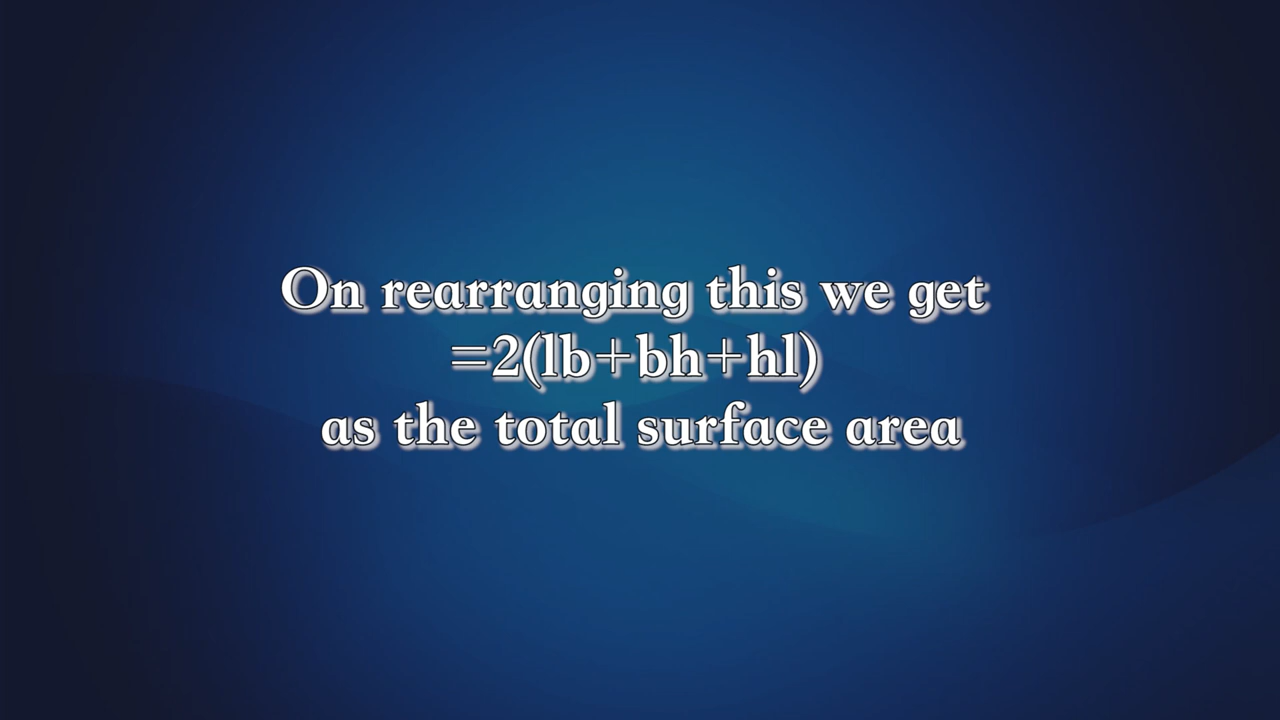 On rearranging this we get
=2(lb+bh+hl)
as the total surface area